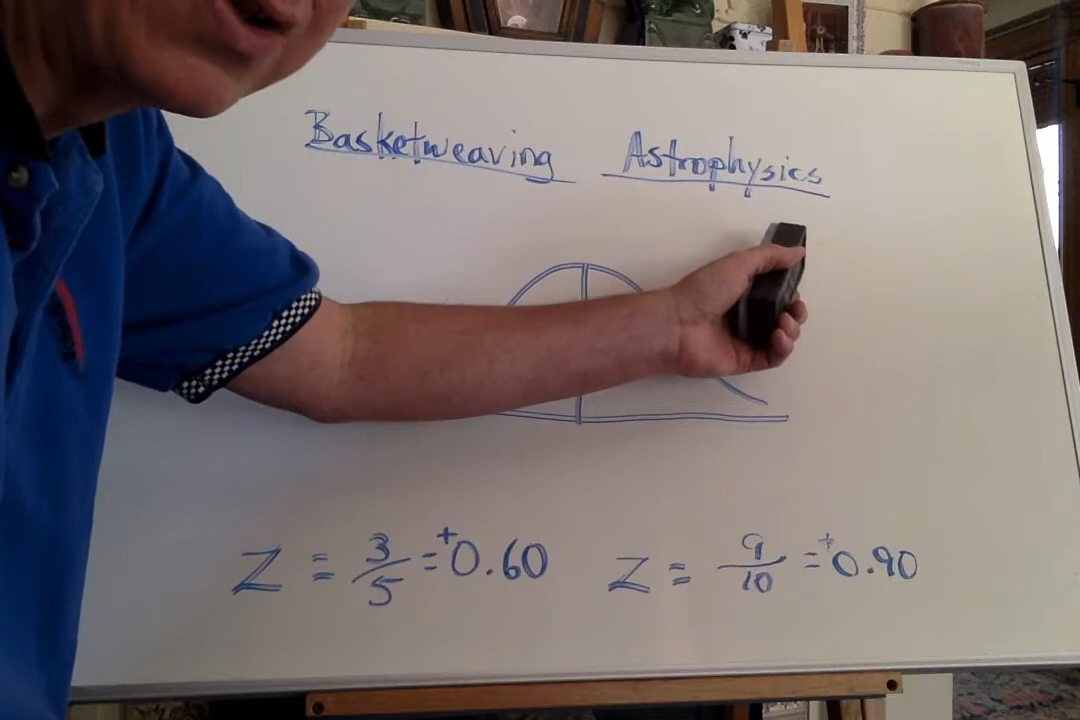 Basketweaving Astrophysics
Z = 3/5 = +0.60 Z = 9/10 = +0.90